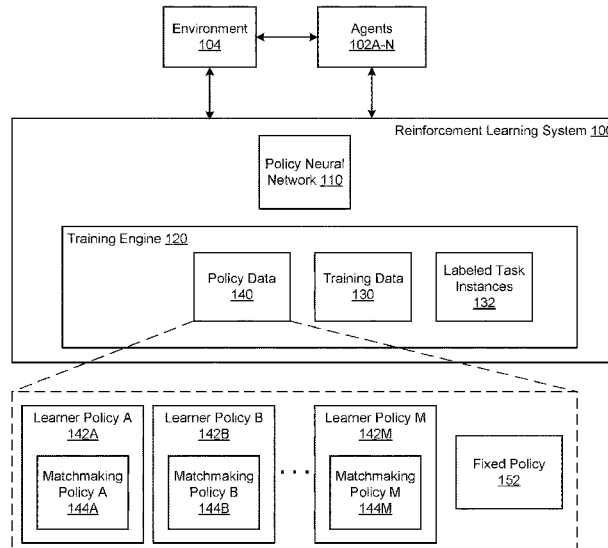 Environment
104
Agents
102A-N
Reinforcement Learning System 100
Policy Neural
Network 110
Training Engine 120
Policy Data
140
Training Data
130
Labeled Task
Instances
132
Learner Policy A
142A
Learner Policy B
142B
Learner Policy M
142M
Matchmaking
Policy A
144A
Matchmaking
Policy B
144B
...
Matchmaking
Policy M
144M
Fixed Policy
152